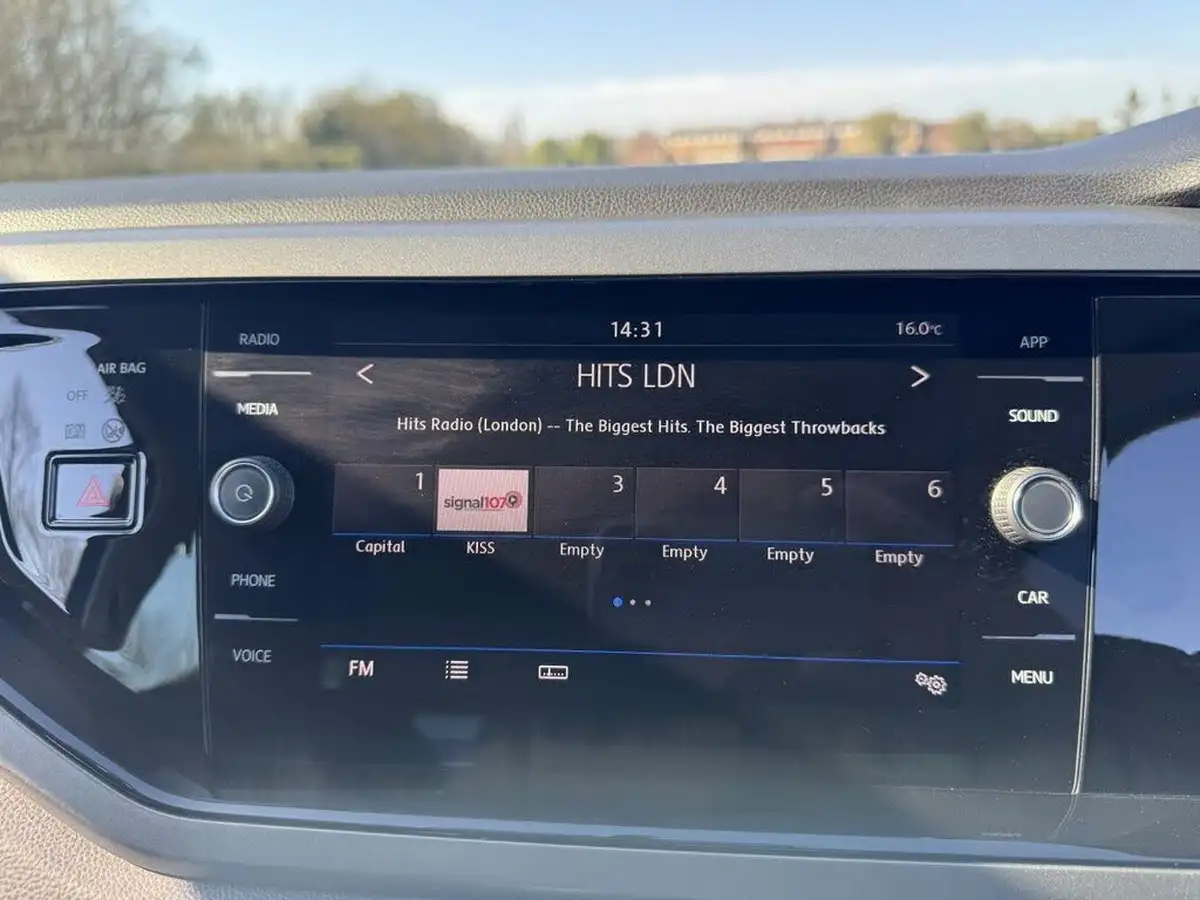 14:31
16.0°C
RADIO
APP
HITS LDN
AIR BAG
OFF
MEDIA
SOUND
Hits Radio (London) -- The Biggest Hits. The Biggest Throwbacks
1
signal107
3
4
5
6
Capital
KISS
Empty
Empty
Empty
Empty
PHONE
CAR
VOICE
FM
MENU